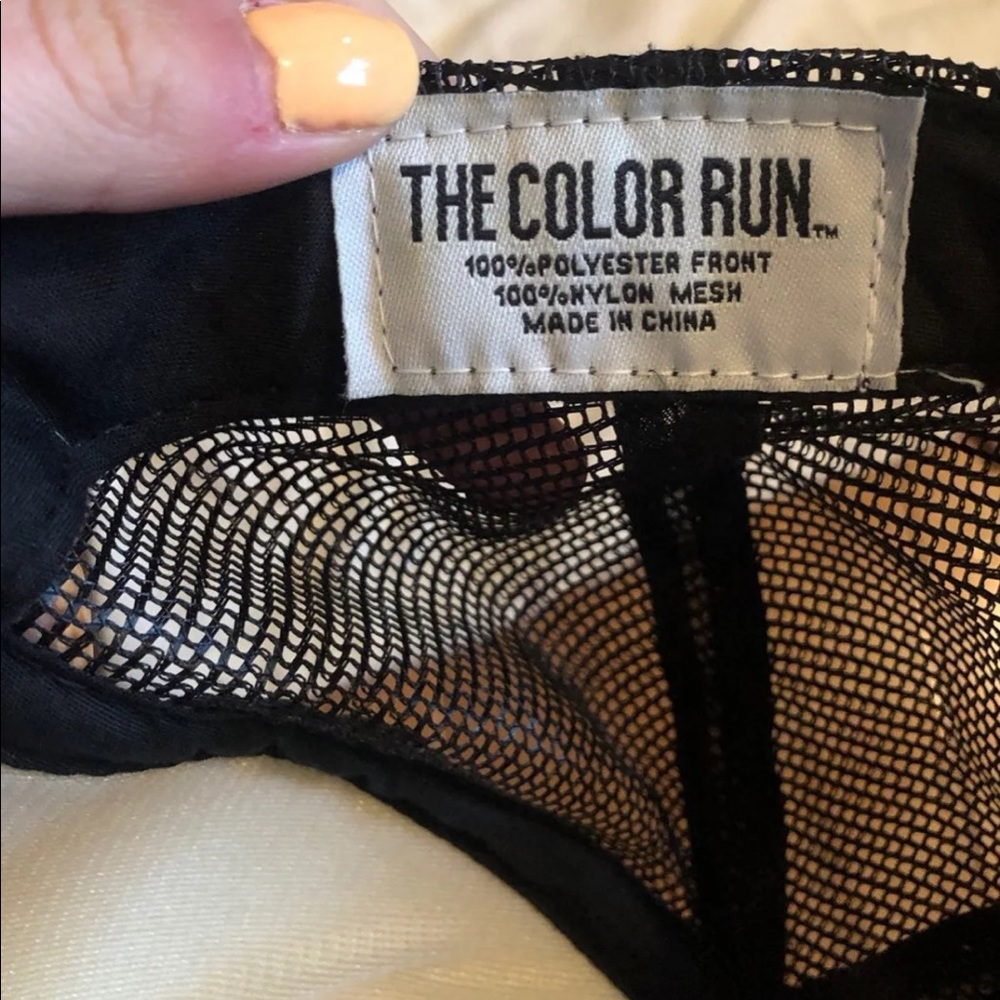 THE COLOR RUN™
100%POLYESTER FRONT
100%NYLON MESH
MADE IN CHINA